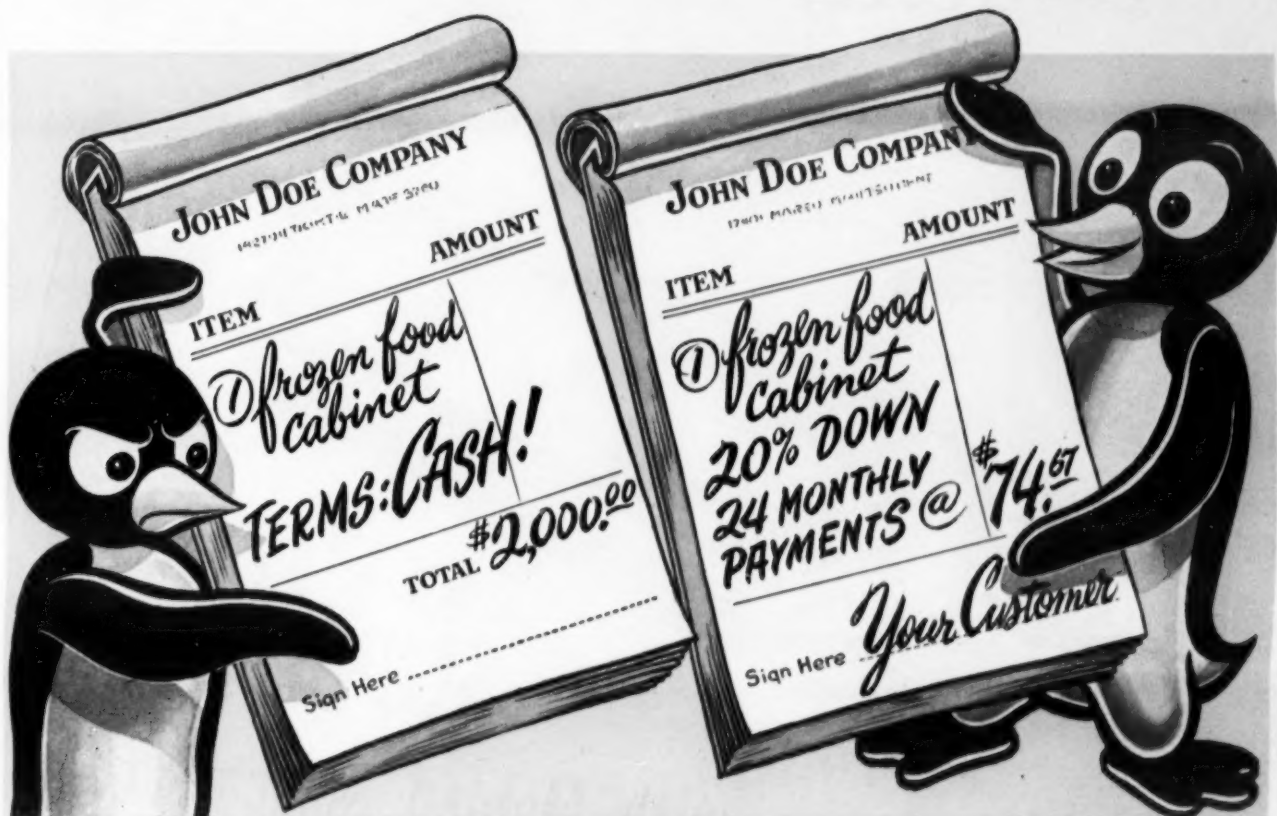 JOHN DOE COMPANY
ITEM AMOUNT
① frozen food
cabinet
TERMS: CASH!
TOTAL $2,000.00
Sign Here
JOHN DOE COMPANY
ITEM AMOUNT
① frozen food
cabinet
20% DOWN
24 MONTHLY
PAYMENTS @ $74.67
Sign Here Your Customer